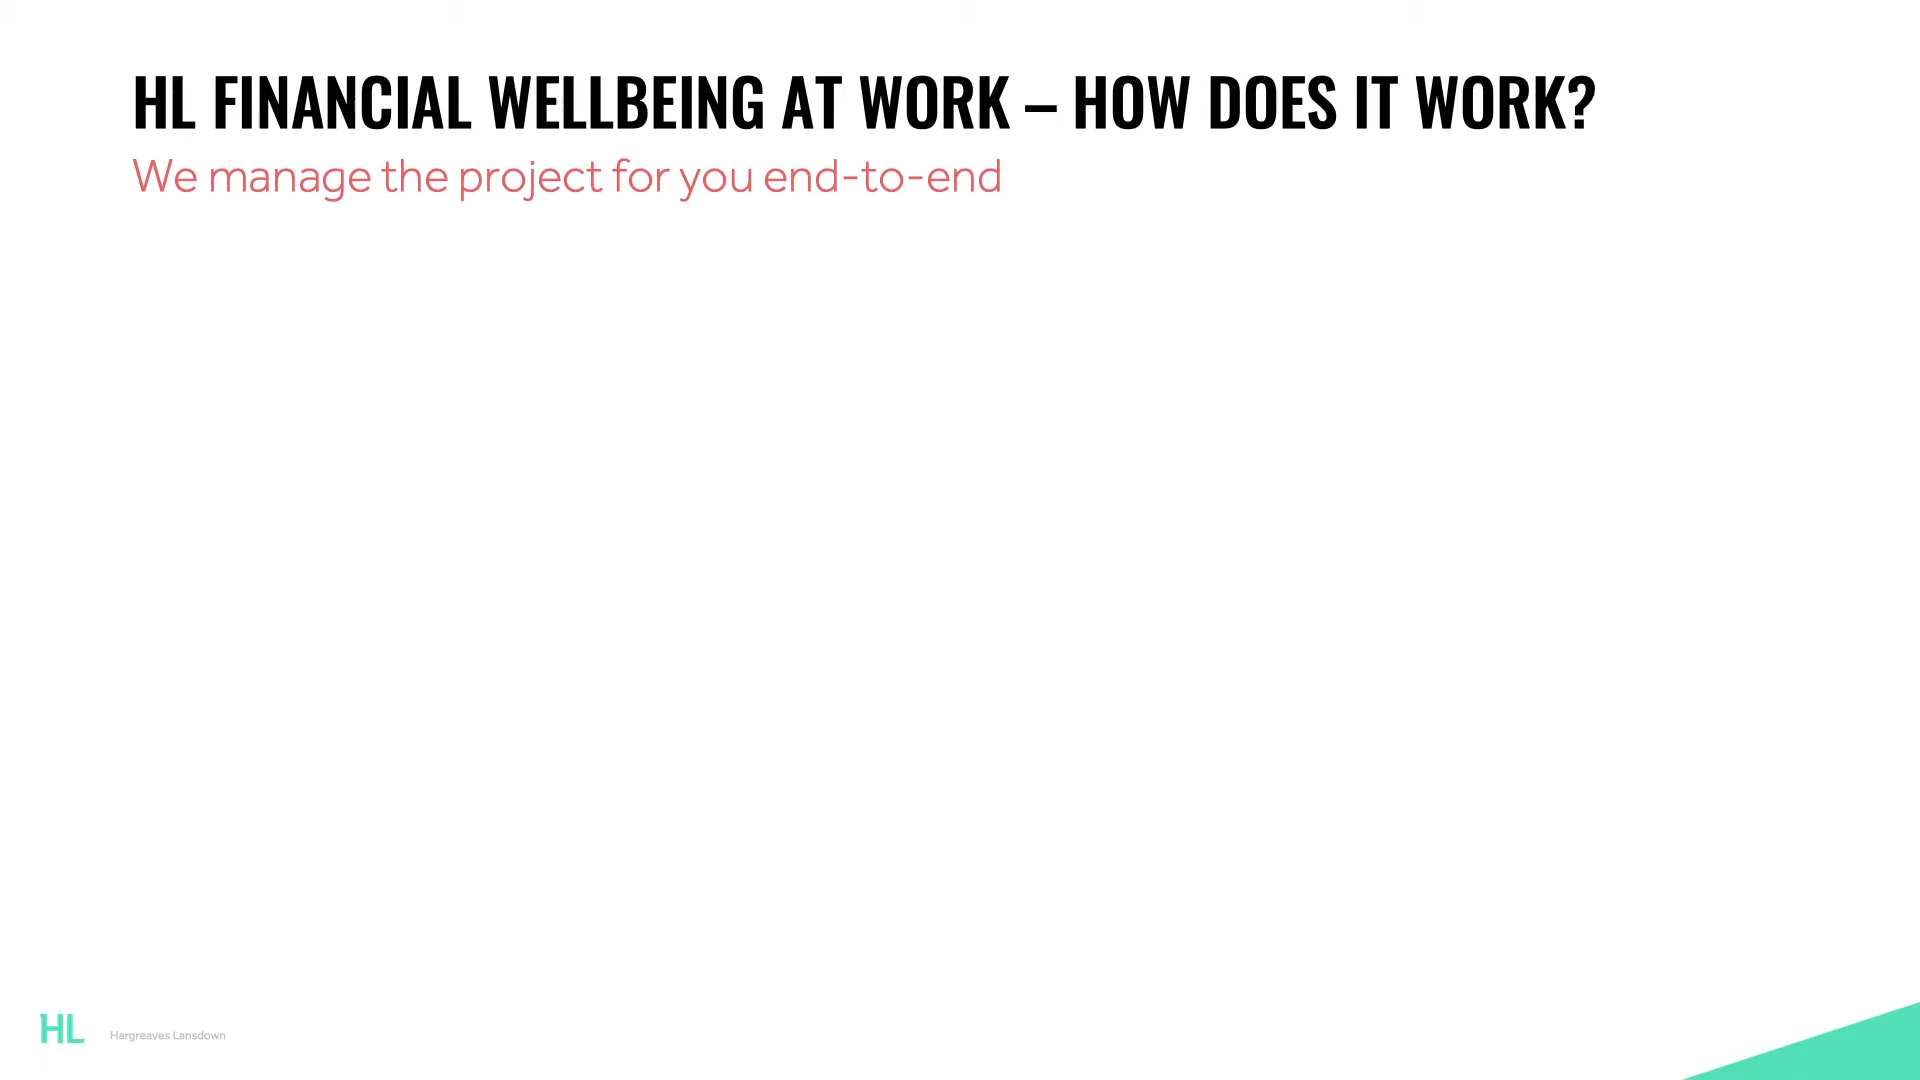 HL FINANCIAL WELLBEING AT WORK – HOW DOES IT WORK?
We manage the project for you end-to-end
HL Hargreaves Lansdown